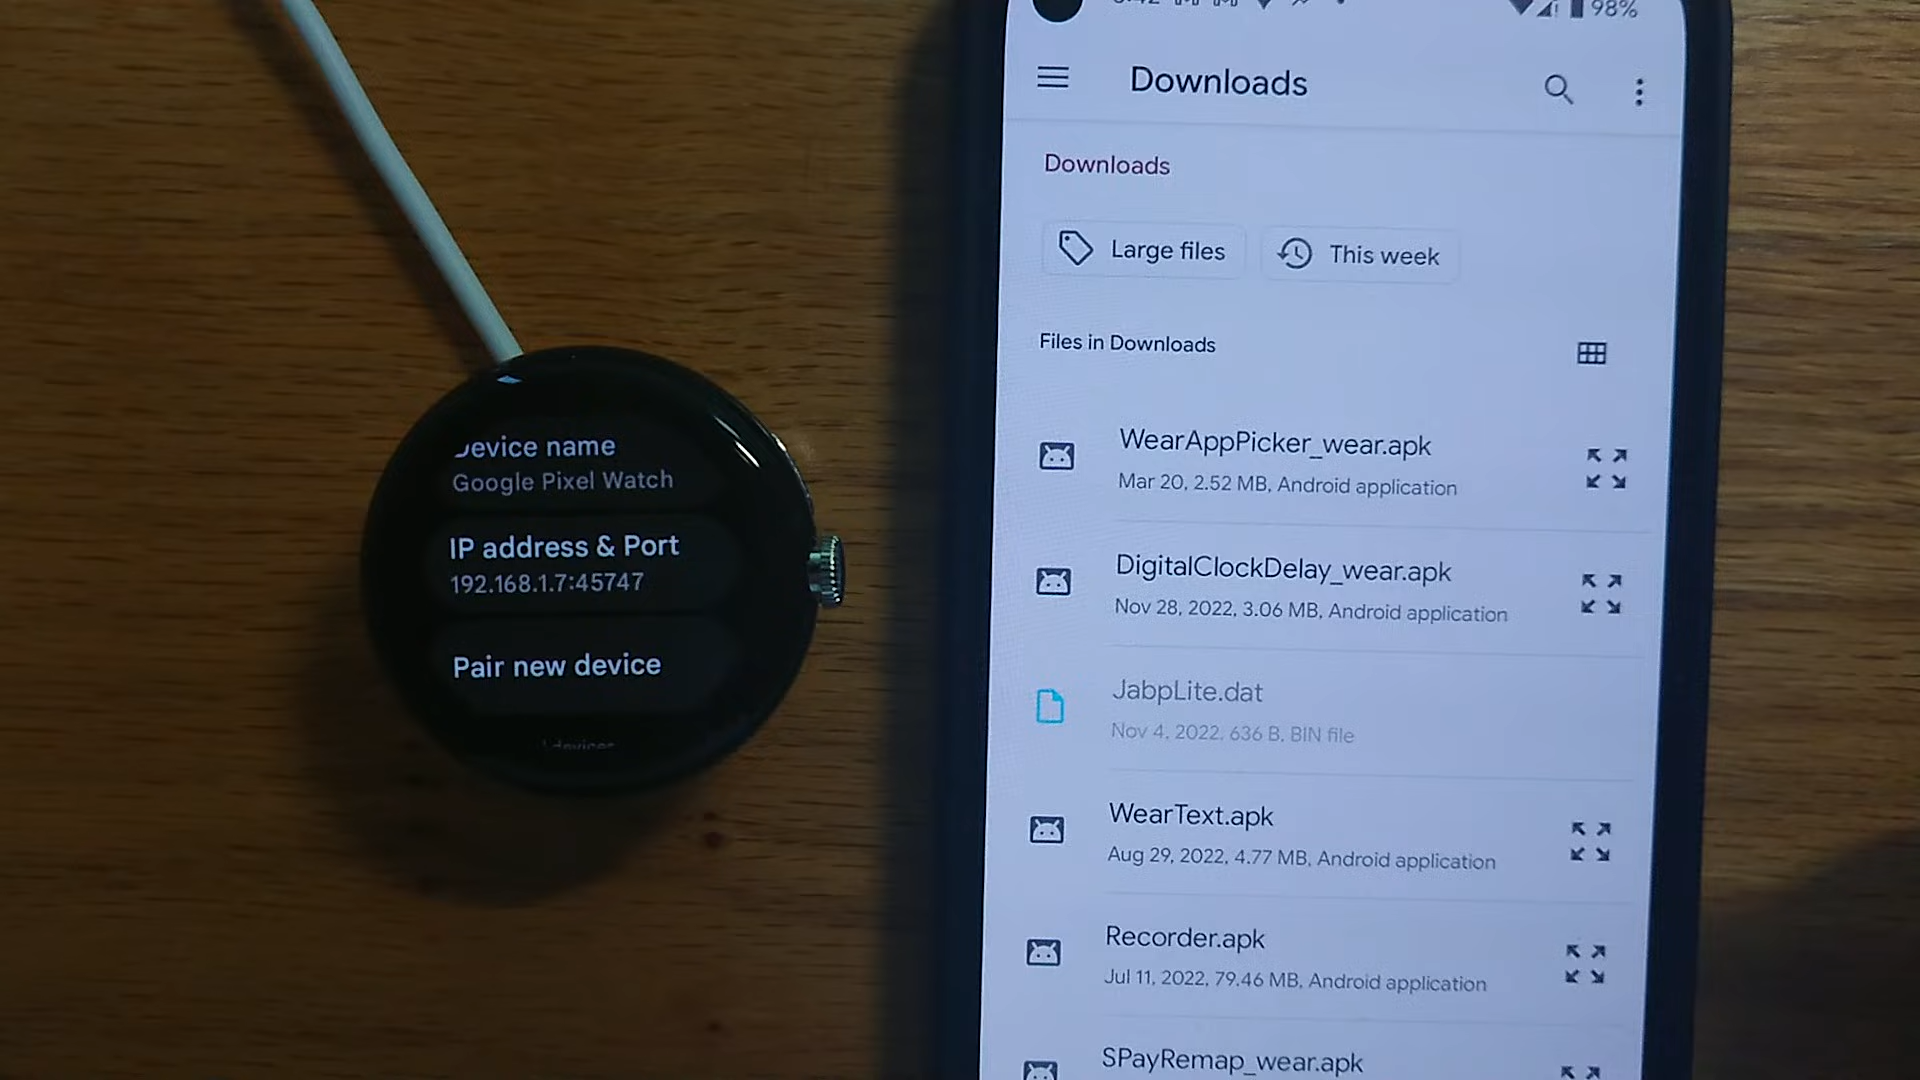 Device name
Google Pixel Watch
IP address & Port
192.168.1.7:45747
Pair new device
98%
Downloads
Downloads
Large files
This week
Files in Downloads
WearAppPicker_wear.apk
Mar 20, 2.52 MB, Android application
DigitalClockDelay_wear.apk
Nov 28, 2022, 3.06 MB, Android application
JabpLite.dat
Nov 4, 2022, 636 B, BIN file
WearText.apk
Aug 29, 2022, 4.77 MB, Android application
Recorder.apk
Jul 11, 2022, 79.46 MB, Android application
SPayRemap_wear.apk